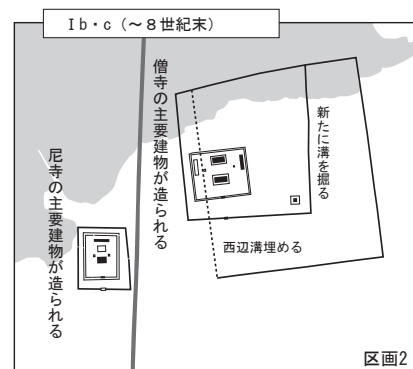 Ⅰb・c（～8世紀末）
新たに溝を掘る
僧寺の主要建物が造られる
尼寺の主要建物が造られる
西辺溝埋める
区画2